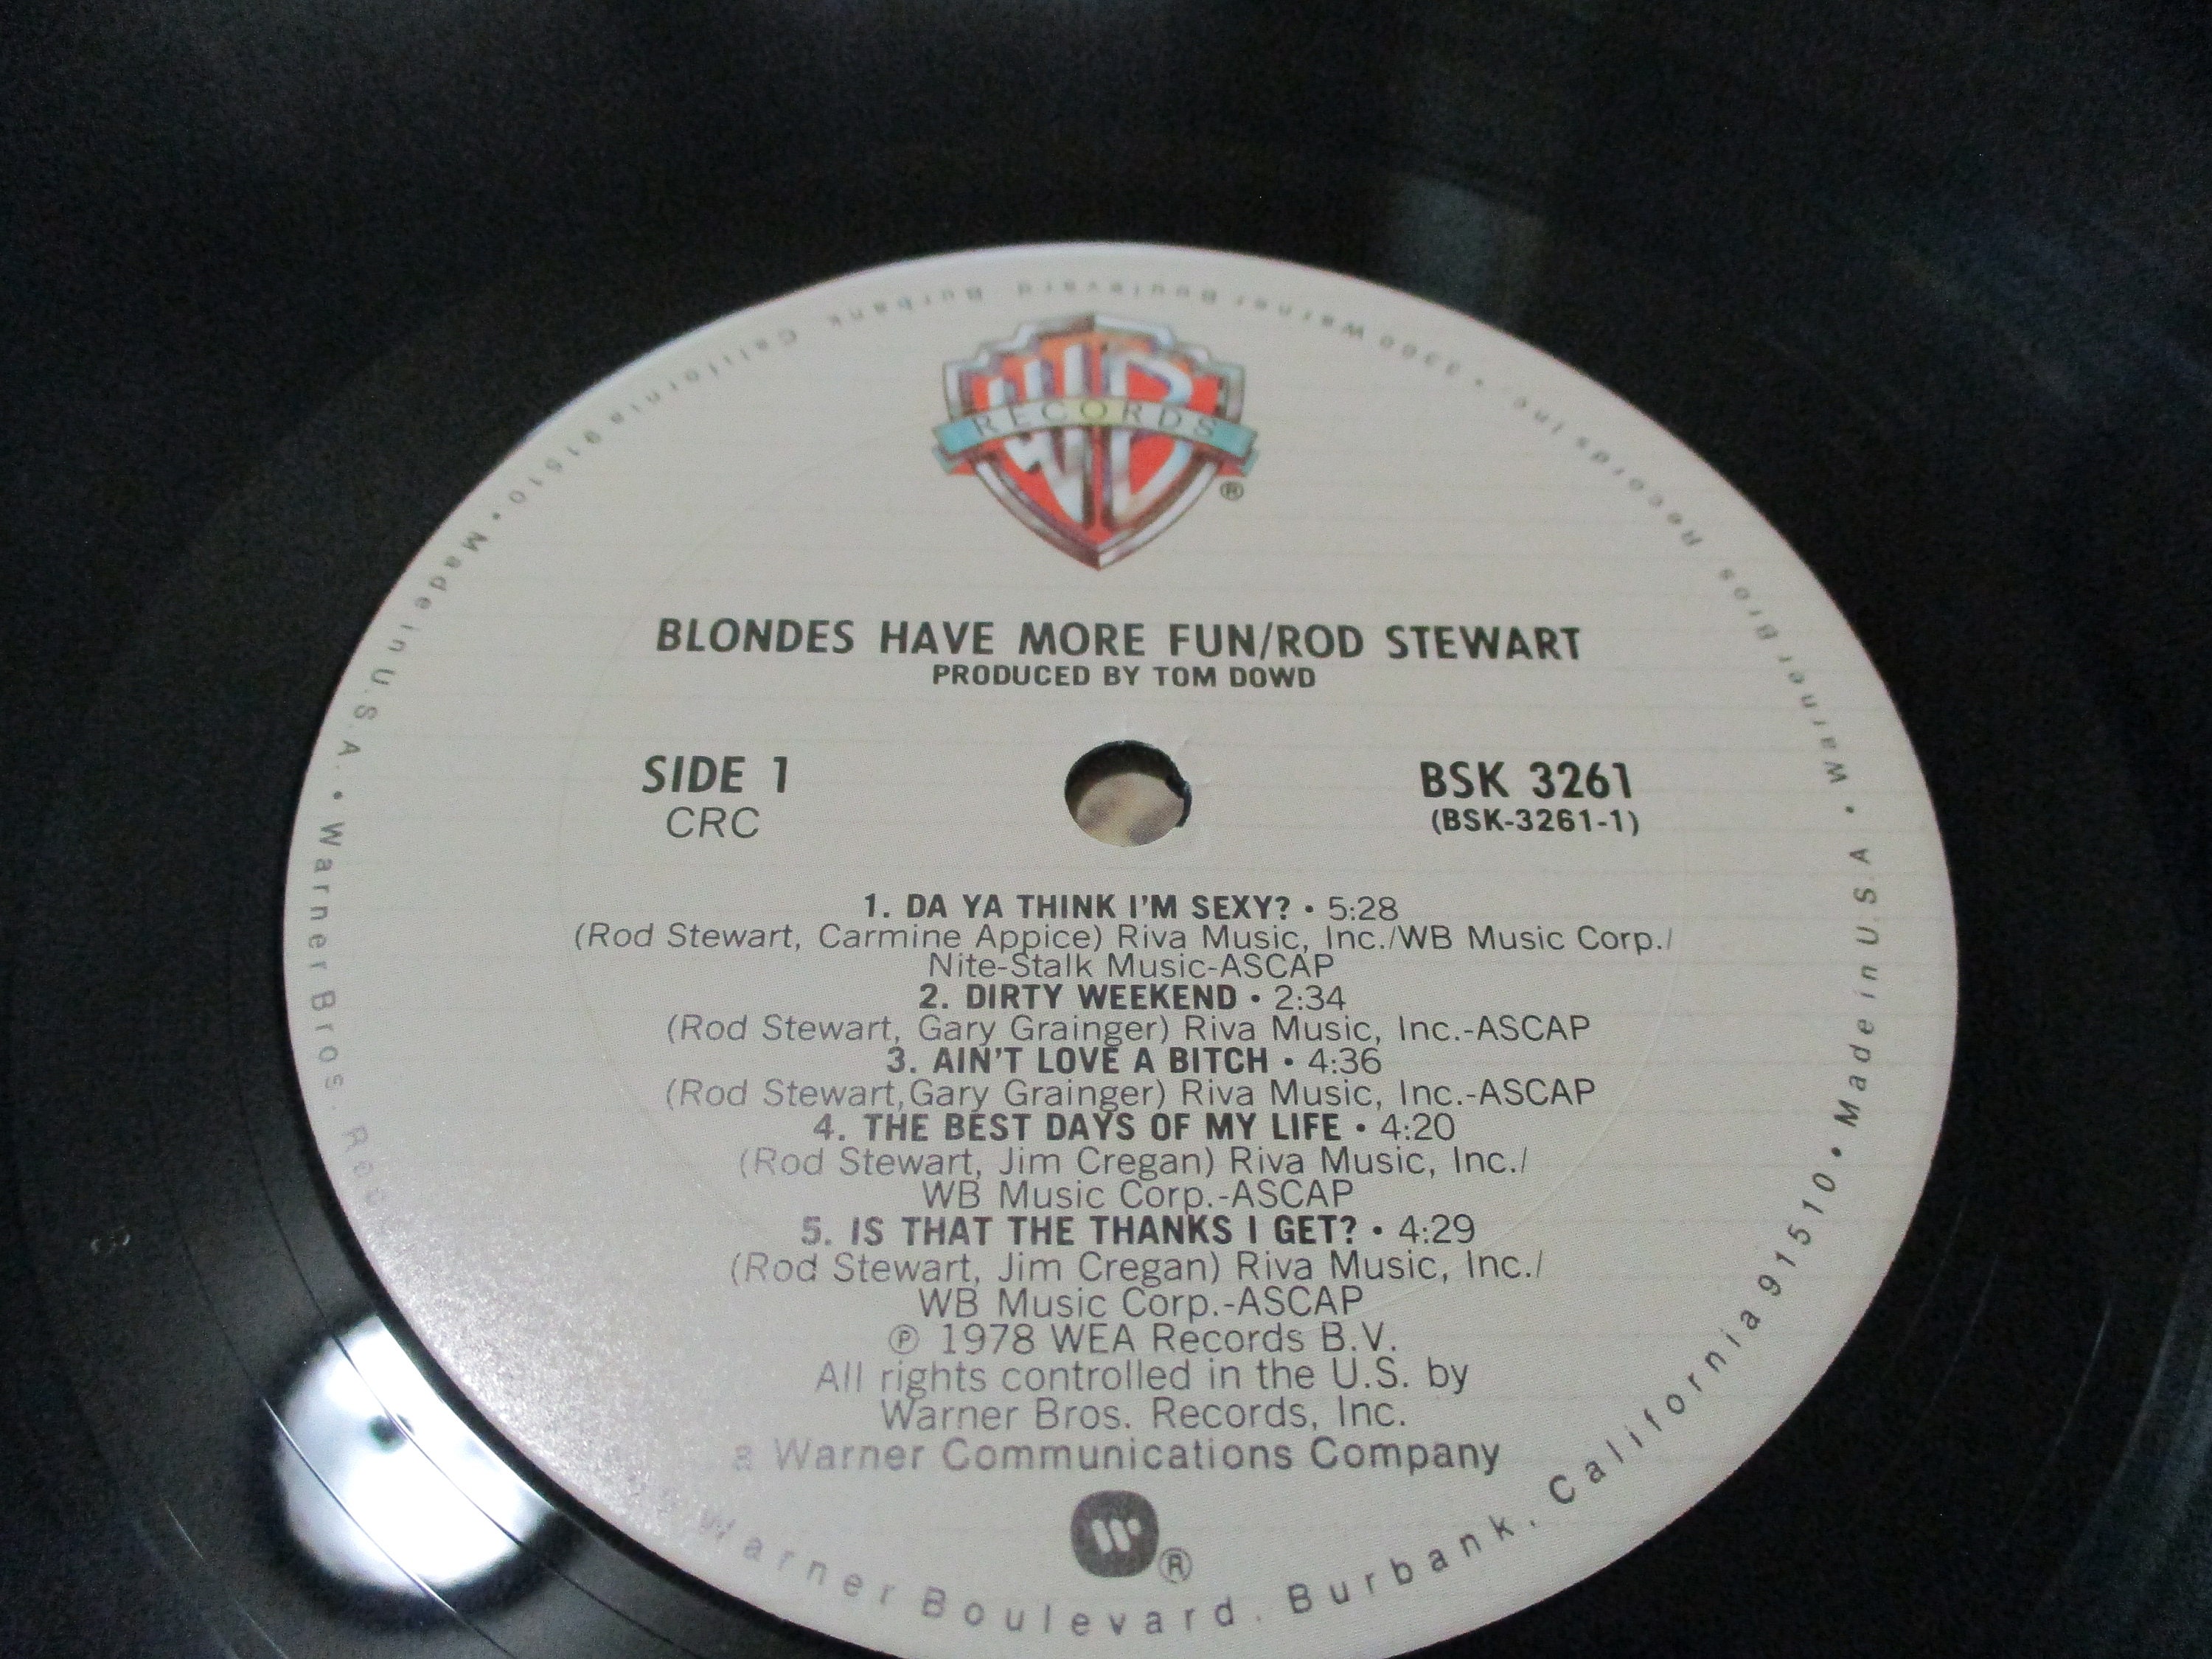 WB
RECORDS
®
BLONDES HAVE MORE FUN/ROD STEWART
PRODUCED BY TOM DOWD
SIDE 1
CRC
BSK 3261
(BSK-3261-1)
1. DA YA THINK I'M SEXY? • 5:28
(Rod Stewart, Carmine Appice) Riva Music, Inc./WB Music Corp./
Nite-Stalk Music-ASCAP
2. DIRTY WEEKEND • 2:34
(Rod Stewart, Gary Grainger) Riva Music, Inc.-ASCAP
3. AIN'T LOVE A BITCH • 4:36
(Rod Stewart,Gary Grainger) Riva Music, Inc.-ASCAP
4. THE BEST DAYS OF MY LIFE • 4:20
(Rod Stewart, Jim Cregan) Riva Music, Inc./
WB Music Corp.-ASCAP
5. IS THAT THE THANKS I GET? • 4:29
(Rod Stewart, Jim Cregan) Riva Music, Inc./
WB Music Corp.-ASCAP
℗ 1978 WEA Records B.V.
All rights controlled in the U.S. by
Warner Bros. Records, Inc.
a Warner Communications Company
®
Warner Bros. Records Inc. • 3300 Warner Boulevard, Burbank, California 91510 • Made in U.S.A. • Warner Bros.
Warner Boulevard, Burbank, California 91510 • Made in U.S.A. •